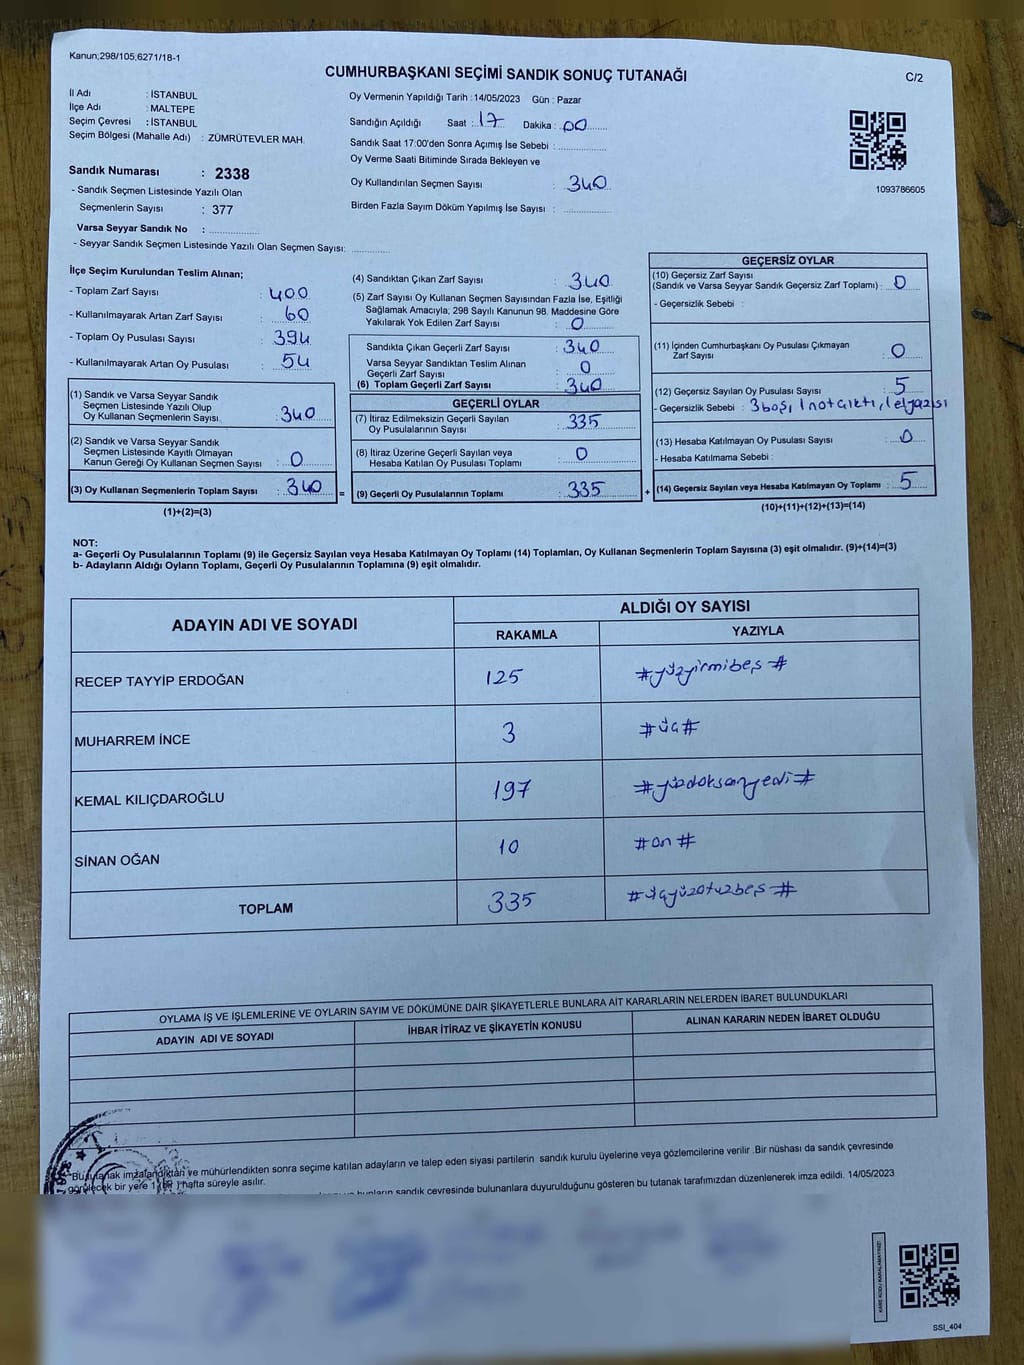 Kanun;298/105;6271/18-1
CUMHURBAŞKANI SEÇİMİ SANDIK SONUÇ TUTANAĞI
C/2
İl Adı : İSTANBUL
İlçe Adı : MALTEPE
Seçim Çevresi : İSTANBUL
Seçim Bölgesi (Mahalle Adı) : ZÜMRÜTEVLER MAH.
Sandık Numarası : 2338
- Sandık Seçmen Listesinde Yazılı Olan
Seçmenlerin Sayısı : 377
Varsa Seyyar Sandık No :
- Seyyar Sandık Seçmen Listesinde Yazılı Olan Seçmen Sayısı:
Oy Vermenin Yapıldığı Tarih : 14/05/2023 Gün : Pazar
Sandığın Açıldığı Saat : 17 Dakika : 00
Sandık Saat 17:00'den Sonra Açımış İse Sebebi :
Oy Verme Saati Bitiminde Sırada Bekleyen ve
Oy Kullandırılan Seçmen Sayısı : 340
Birden Fazla Sayım Döküm Yapılmış İse Sayısı :
1093786605
İlçe Seçim Kurulundan Teslim Alınan;
- Toplam Zarf Sayısı : 400
- Kullanılmayarak Artan Zarf Sayısı : 60
- Toplam Oy Pusulası Sayısı : 394
- Kullanılmayarak Artan Oy Pusulası : 54
(1) Sandık ve Varsa Seyyar Sandık
Seçmen Listesinde Yazılı Olup
Oy Kullanan Seçmenlerin Sayısı : 340
(2) Sandık ve Varsa Seyyar Sandık
Seçmen Listesinde Kayıtlı Olmayan
Kanun Gereği Oy Kullanan Seçmen Sayısı : 0
(3) Oy Kullanan Seçmenlerin Toplam Sayısı : 340
(1)+(2)=(3)
(4) Sandıktan Çıkan Zarf Sayısı : 340
(5) Zarf Sayısı Oy Kullanan Seçmen Sayısından Fazla İse, Eşitliği
Sağlamak Amacıyla; 298 Sayılı Kanunun 98. Maddesine Göre
Yakılarak Yok Edilen Zarf Sayısı : 0
Sandıkta Çıkan Geçerli Zarf Sayısı : 340
Varsa Seyyar Sandıktan Teslim Alınan
Geçerli Zarf Sayısı : 0
(6) Toplam Geçerli Zarf Sayısı : 340
GEÇERLİ OYLAR
(7) İtiraz Edilmeksizin Geçerli Sayılan
Oy Pusulalarının Sayısı : 335
(8) İtiraz Üzerine Geçerli Sayılan veya
Hesaba Katılan Oy Pusulası Toplamı : 0
= (9) Geçerli Oy Pusulalarının Toplamı : 335
GEÇERSİZ OYLAR
(10) Geçersiz Zarf Sayısı
(Sandık ve Varsa Seyyar Sandık Geçersiz Zarf Toplamı) : 0
- Geçersizlik Sebebi :
(11) İçinden Cumhurbaşkanı Oy Pusulası Çıkmayan
Zarf Sayısı : 0
(12) Geçersiz Sayılan Oy Pusulası Sayısı : 5
- Geçersizlik Sebebi : 3 boş, 1 not çıktı, 1 el yazısı
(13) Hesaba Katılmayan Oy Pusulası Sayısı : 0
- Hesaba Katılmama Sebebi :
+ (14) Geçersiz Sayılan veya Hesaba Katılmayan Oy Toplamı : 5
(10)+(11)+(12)+(13)=(14)
NOT:
a- Geçerli Oy Pusulalarının Toplamı (9) ile Geçersiz Sayılan veya Hesaba Katılmayan Oy Toplamı (14) Toplamları, Oy Kullanan Seçmenlerin Toplam Sayısına (3) eşit olmalıdır. (9)+(14)=(3)
b- Adayların Aldığı Oyların Toplamı, Geçerli Oy Pusulalarının Toplamına (9) eşit olmalıdır.
ADAYIN ADI VE SOYADI
ALDIĞI OY SAYISI
RAKAMLA YAZIYLA
RECEP TAYYİP ERDOĞAN 125 #yüzyirmibeş#
MUHARREM İNCE 3 #üç#
KEMAL KILIÇDAROĞLU 197 #yüzdoksanyedi#
SİNAN OĞAN 10 #on#
TOPLAM 335 #üçyüzotuzbeş#
OYLAMA İŞ VE İŞLEMLERİNE VE OYLARIN SAYIM VE DÖKÜMÜNE DAİR ŞİKAYETLERLE BUNLARA AİT KARARLARIN NELERDEN İBARET BULUNDUKLARI
ADAYIN ADI VE SOYADI İHBAR İTİRAZ VE ŞİKAYETİN KONUSU ALINAN KARARIN NEDEN İBARET OLDUĞU
Bu tutanak imzalandıktan ve mühürlendikten sonra seçime katılan adayların ve talep eden siyasi partilerin sandık kurulu üyelerine veya gözlemcilerine verilir. Bir nüshası da sandık çevresinde
görülecek bir yere 1 (bir) hafta süreyle asılır.
bunların sandık çevresinde bulunanlara duyurulduğunu gösteren bu tutanak tarafımızdan düzenlenerek imza edildi. 14/05/2023
KARE KODU KARALAMAYINIZ!
SSI_404